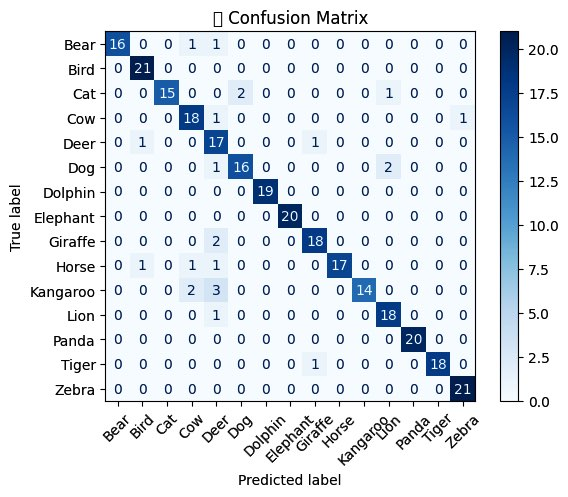 ▯ Confusion Matrix
Bear 16 0 0 1 1 0 0 0 0 0 0 0 0 0 0
Bird 0 21 0 0 0 0 0 0 0 0 0 0 0 0 0
Cat 0 0 15 0 0 2 0 0 0 0 0 1 0 0 0
Cow 0 0 0 18 1 0 0 0 0 0 0 0 0 0 1
Deer 0 1 0 0 17 0 0 0 1 0 0 0 0 0 0
Dog 0 0 0 0 1 16 0 0 0 0 0 2 0 0 0
Dolphin 0 0 0 0 0 0 19 0 0 0 0 0 0 0 0
Elephant 0 0 0 0 0 0 0 20 0 0 0 0 0 0 0
Giraffe 0 0 0 0 2 0 0 0 18 0 0 0 0 0 0
Horse 0 1 0 1 1 0 0 0 0 17 0 0 0 0 0
Kangaroo 0 0 0 2 3 0 0 0 0 0 14 0 0 0 0
Lion 0 0 0 0 1 0 0 0 0 0 0 18 0 0 0
Panda 0 0 0 0 0 0 0 0 0 0 0 0 20 0 0
Tiger 0 0 0 0 0 0 0 0 1 0 0 0 0 18 0
Zebra 0 0 0 0 0 0 0 0 0 0 0 0 0 0 21
Bear Bird Cat Cow Deer Dog Dolphin Elephant Giraffe Horse Kangaroo Lion Panda Tiger Zebra
Predicted label
True label
20.0
17.5
15.0
12.5
10.0
7.5
5.0
2.5
0.0